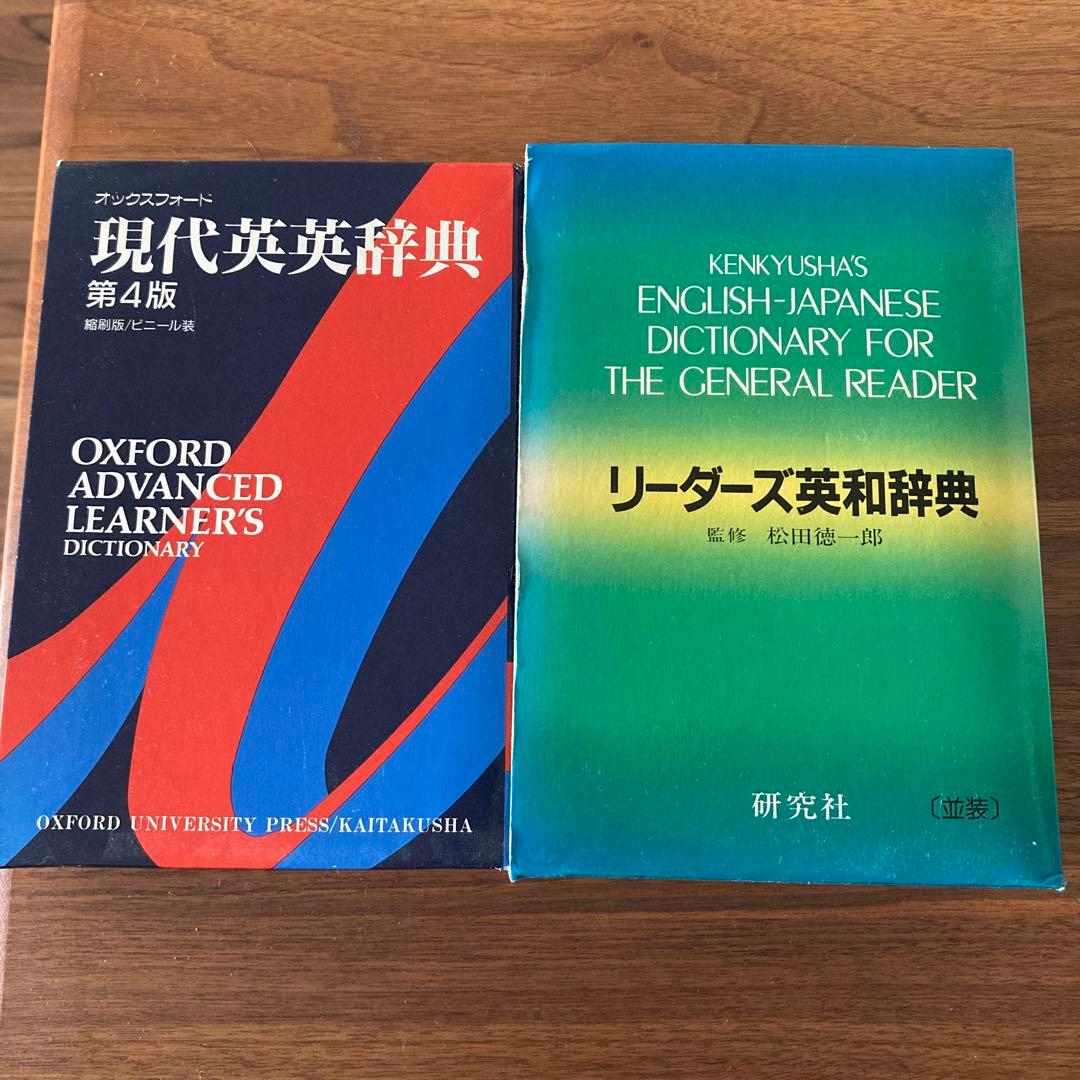 オックスフォード
現代英英辞典
第4版
縮刷版/ビニール装
OXFORD
ADVANCED
LEARNER'S
DICTIONARY
OXFORD UNIVERSITY PRESS/KAITAKUSHA
KENKYUSHA'S
ENGLISH-JAPANESE
DICTIONARY FOR
THE GENERAL READER
リーダーズ英和辞典
監修 松田徳一郎
研究社
〔並装〕